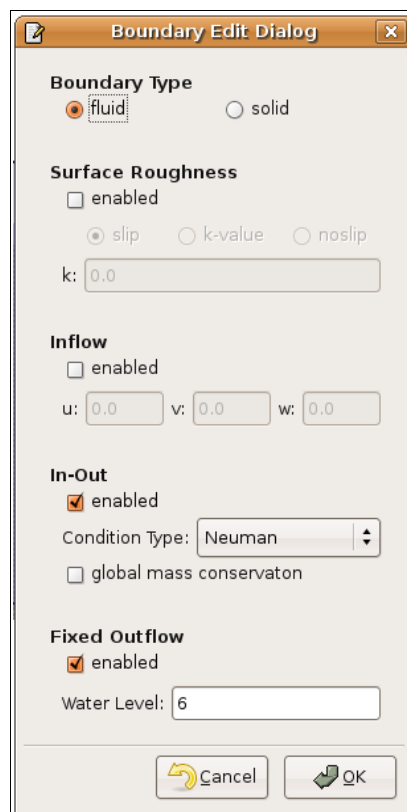 Boundary Edit Dialog
Boundary Type
fluid solid
Surface Roughness
enabled
slip k-value noslip
k: 0.0
Inflow
enabled
u: 0.0 v: 0.0 w: 0.0
In-Out
enabled
Condition Type: Neuman
global mass conservaton
Fixed Outflow
enabled
Water Level: 6
Cancel OK